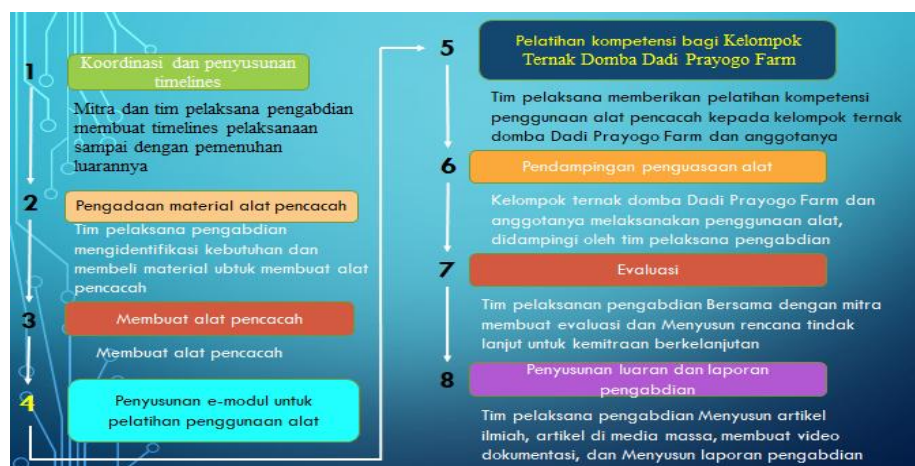 1
Koordinasi dan penyusunan
timelines
Mitra dan tim pelaksana pengabdian
membuat timelines pelaksanaan
sampai dengan pemenuhan
luarannya
2
Pengadaan material alat pencacah
Tim pelaksana pengabdian
mengidentifikasi kebutuhan dan
membeli material ubtuk membuat alat
pencacah
3
Membuat alat pencacah
Membuat alat pencacah
4
Penyusunan e-modul untuk
pelatihan penggunaan alat
5
Pelatihan kompetensi bagi Kelompok
Ternak Domba Dadi Prayogo Farm
Tim pelaksana memberikan pelatihan kompetensi
penggunaan alat pencacah kepada kelompok ternak
domba Dadi Prayogo Farm dan anggotanya
6
Pendampingan penguasaan alat
Kelompok ternak domba Dadi Prayogo Farm dan
anggotanya melaksanakan penggunaan alat,
didampingi oleh tim pelaksana pengabdian
7
Evaluasi
Tim pelaksanan pengabdian Bersama dengan mitra
membuat evaluasi dan Menyusun rencana tindak
lanjut untuk kemitraan berkelanjutan
8
Penyusunan luaran dan laporan
pengabdian
Tim pelaksana pengabdian Menyusun artikel
ilmiah, artikel di media massa, membuat video
dokumentasi, dan Menyusun laporan pengabdian